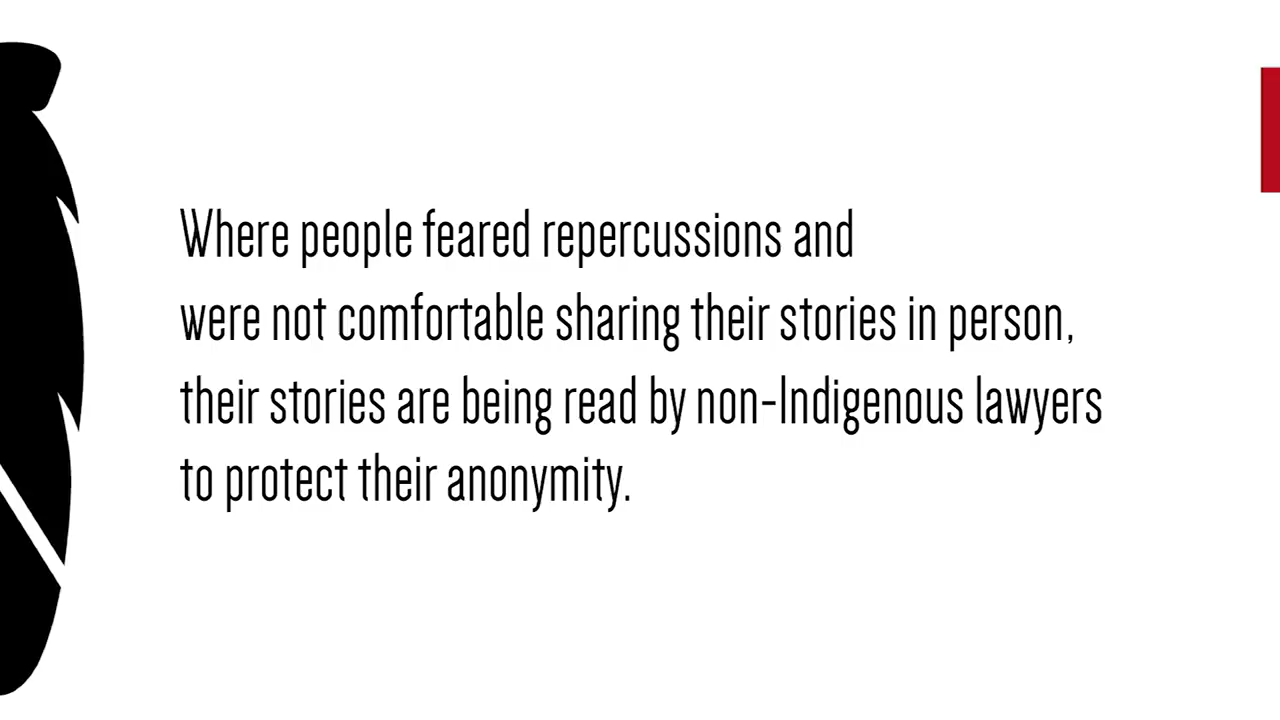 Where people feared repercussions and
were not comfortable sharing their stories in person,
their stories are being read by non-Indigenous lawyers
to protect their anonymity.